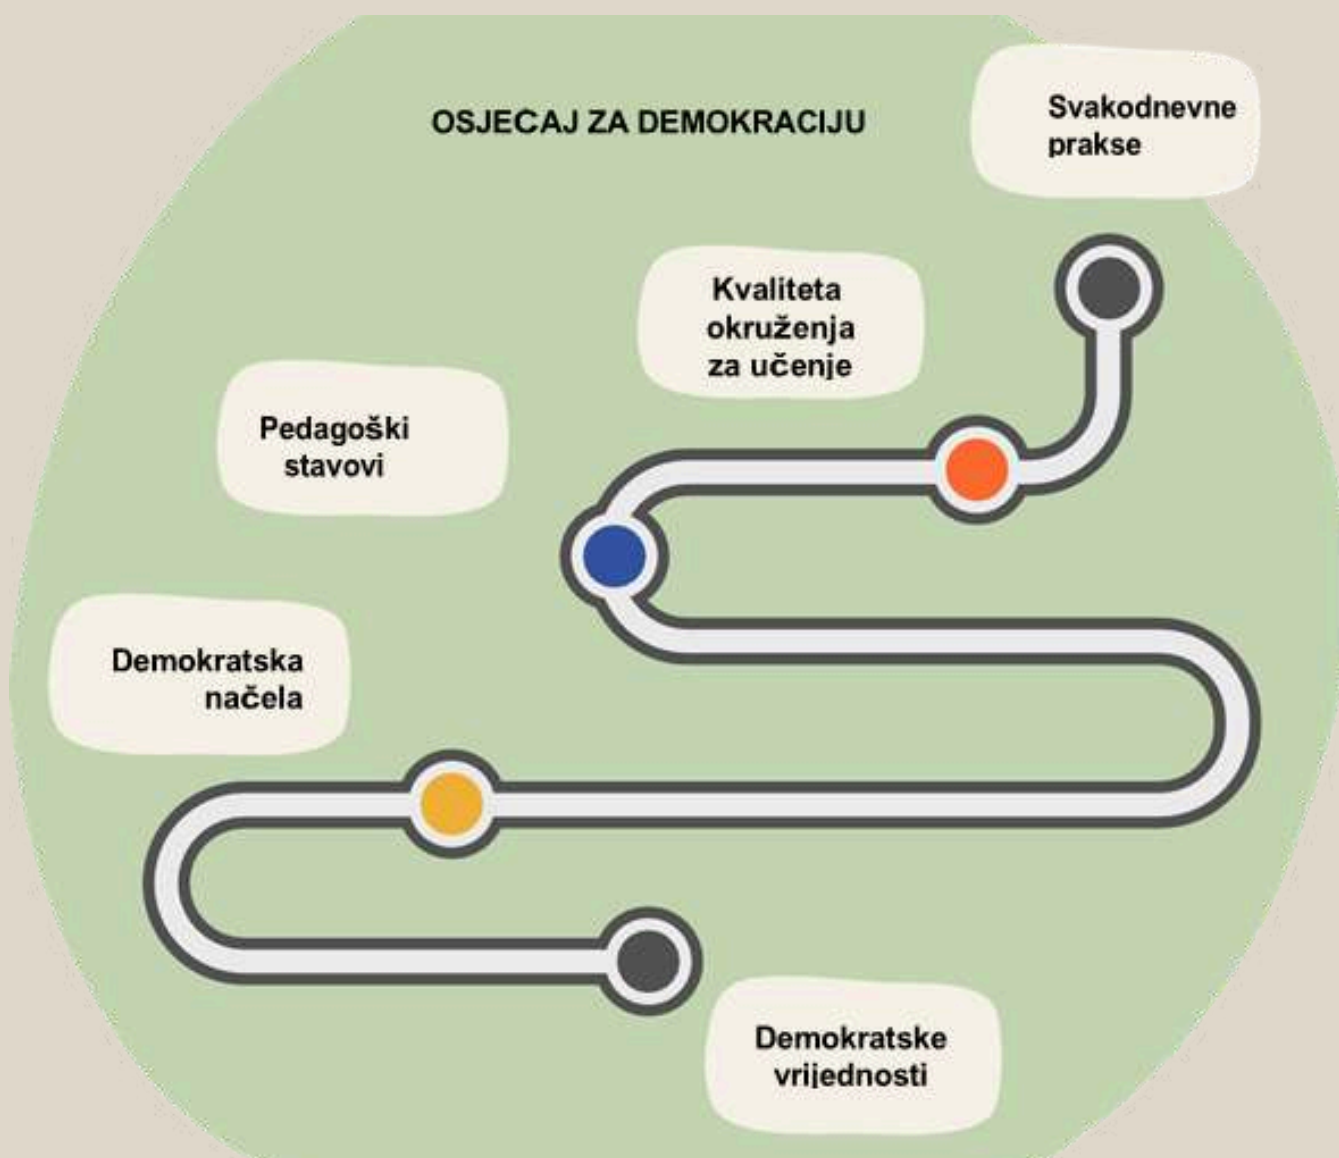 OSJEĆAJ ZA DEMOKRACIJU
Svakodnevne
prakse
Kvaliteta
okruženja
za učenje
Pedagoški
stavovi
Demokratska
načela
Demokratske
vrijednosti